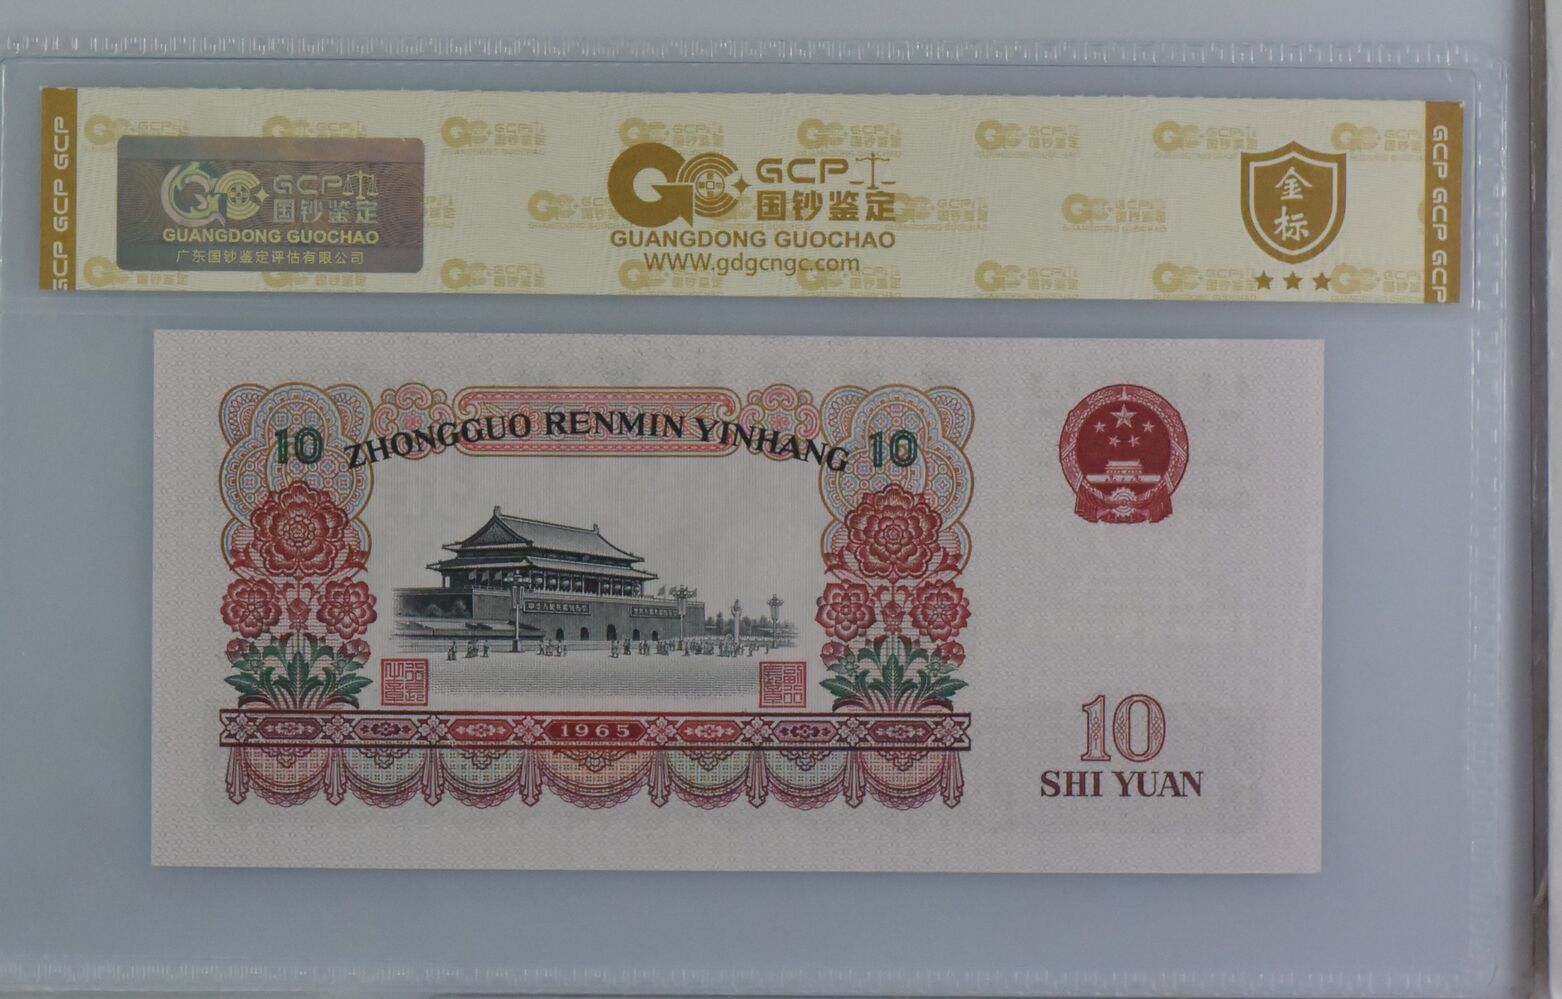 GCP GCP GCP
GCP 国钞鉴定
GUANGDONG GUOCHAO
广东国钞鉴定评估有限公司
GCP 国钞鉴定
GUANGDONG GUOCHAO
WWW.gdgcngc.com
金标
GCP GCP GCP
10 ZHONGGUO RENMIN YINHANG 10
1965
10
SHI YUAN